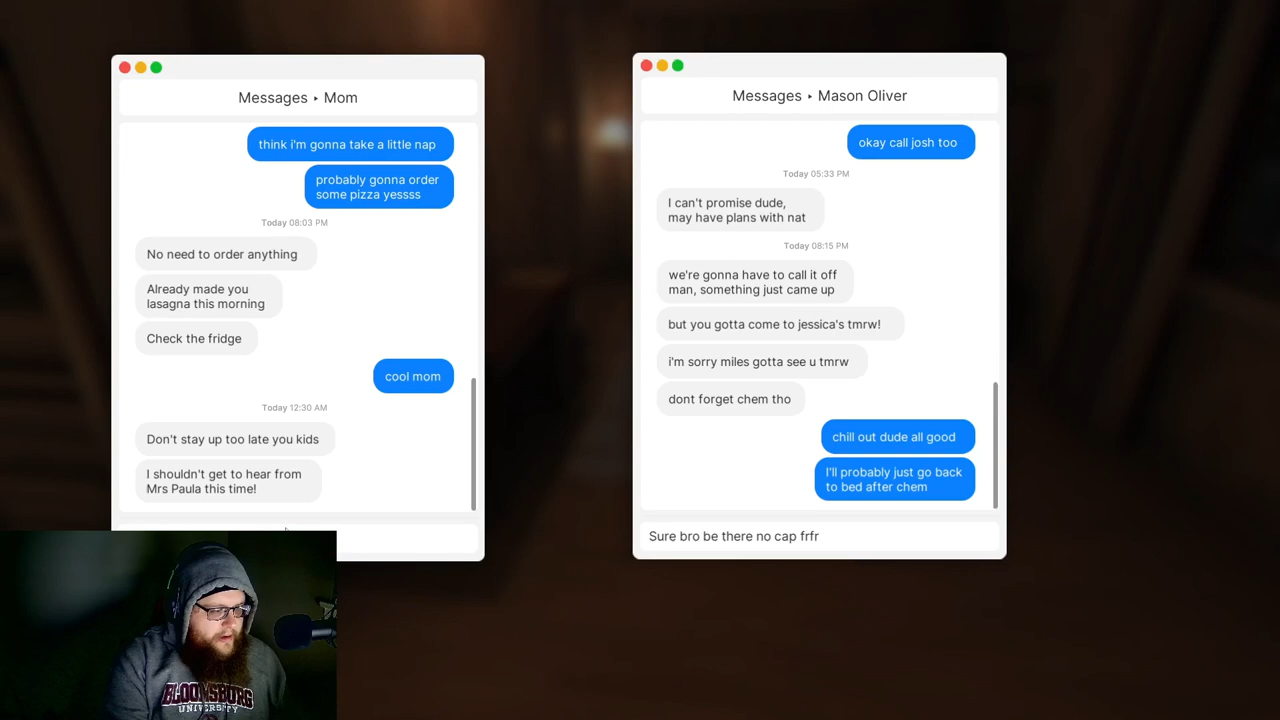 Messages ‣ Mom
think i'm gonna take a little nap
probably gonna order
some pizza yessss
Today 08:03 PM
No need to order anything
Already made you
lasagna this morning
Check the fridge
cool mom
Today 12:30 AM
Don't stay up too late you kids
I shouldn't get to hear from
Mrs Paula this time!
Messages ‣ Mason Oliver
okay call josh too
Today 05:33 PM
I can't promise dude,
may have plans with nat
Today 08:15 PM
we're gonna have to call it off
man, something just came up
but you gotta come to jessica's tmrw!
i'm sorry miles gotta see u tmrw
dont forget chem tho
chill out dude all good
I'll probably just go back
to bed after chem
Sure bro be there no cap frfr
BLOOMSBURG
UNIVERSITY